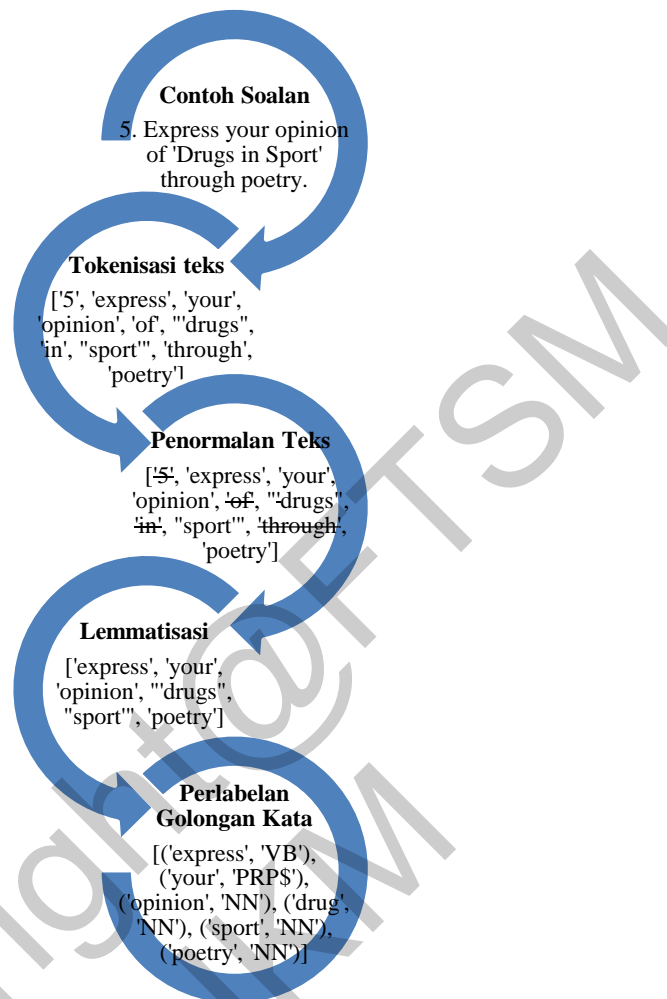 Contoh Soalan
5. Express your opinion
of 'Drugs in Sport'
through poetry.
Tokenisasi teks
['5', 'express', 'your',
'opinion', 'of', "'drugs",
'in', "sport'", 'through',
'poetry']
Penormalan Teks
['5', 'express', 'your',
'opinion', 'of', "'drugs",
'in', "sport'", 'through',
'poetry']
Lemmatisasi
['express', 'your',
'opinion', "'drugs",
"sport'", 'poetry']
Perlabelan
Golongan Kata
[('express', 'VB'),
('your', 'PRP$'),
('opinion', 'NN'), ('drug',
'NN'), ('sport', 'NN'),
('poetry', 'NN')]
ght@FTSM